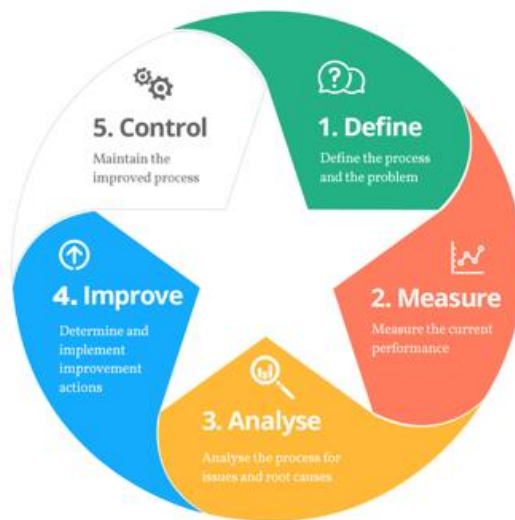 1. Define
Define the process
and the problem
2. Measure
Measure the current
performance
3. Analyse
Analyse the process for
issues and root causes
4. Improve
Determine and
implement
improvement
actions
5. Control
Maintain the
improved process